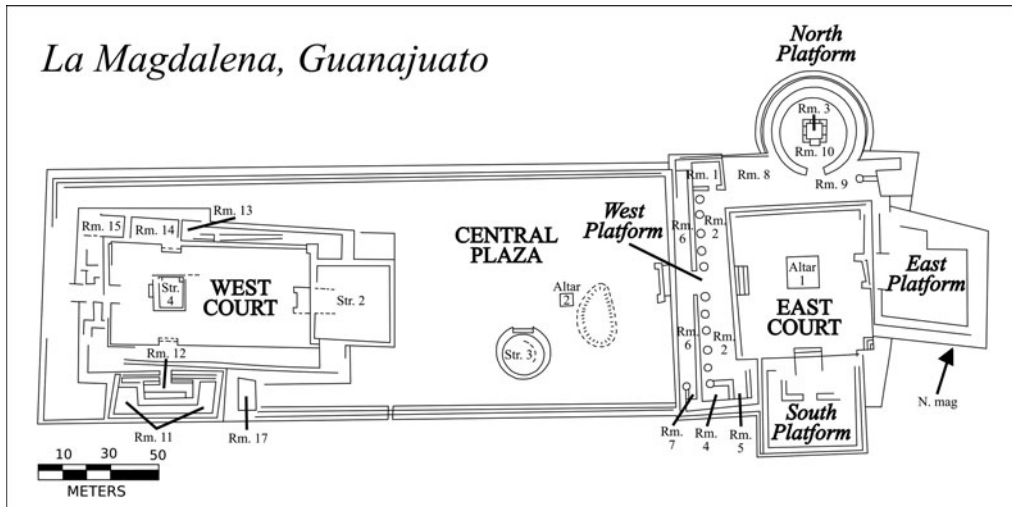 La Magdalena, Guanajuato
North
Platform
Rm. 3
Rm. 10
Rm. 1
Rm. 8
Rm. 9
Rm. 13
Rm. 15
Rm. 14
West
Platform
Rm.
6
Rm.
2
CENTRAL
PLAZA
WEST
COURT
Str.
4
Str. 2
Altar
2
Altar
1
East
Platform
EAST
COURT
Rm.
6
Rm.
2
Str. 3
Rm. 12
Rm. 11
Rm. 17
Rm.
7
Rm.
4
Rm.
5
South
Platform
N. mag
10 30 50
METERS